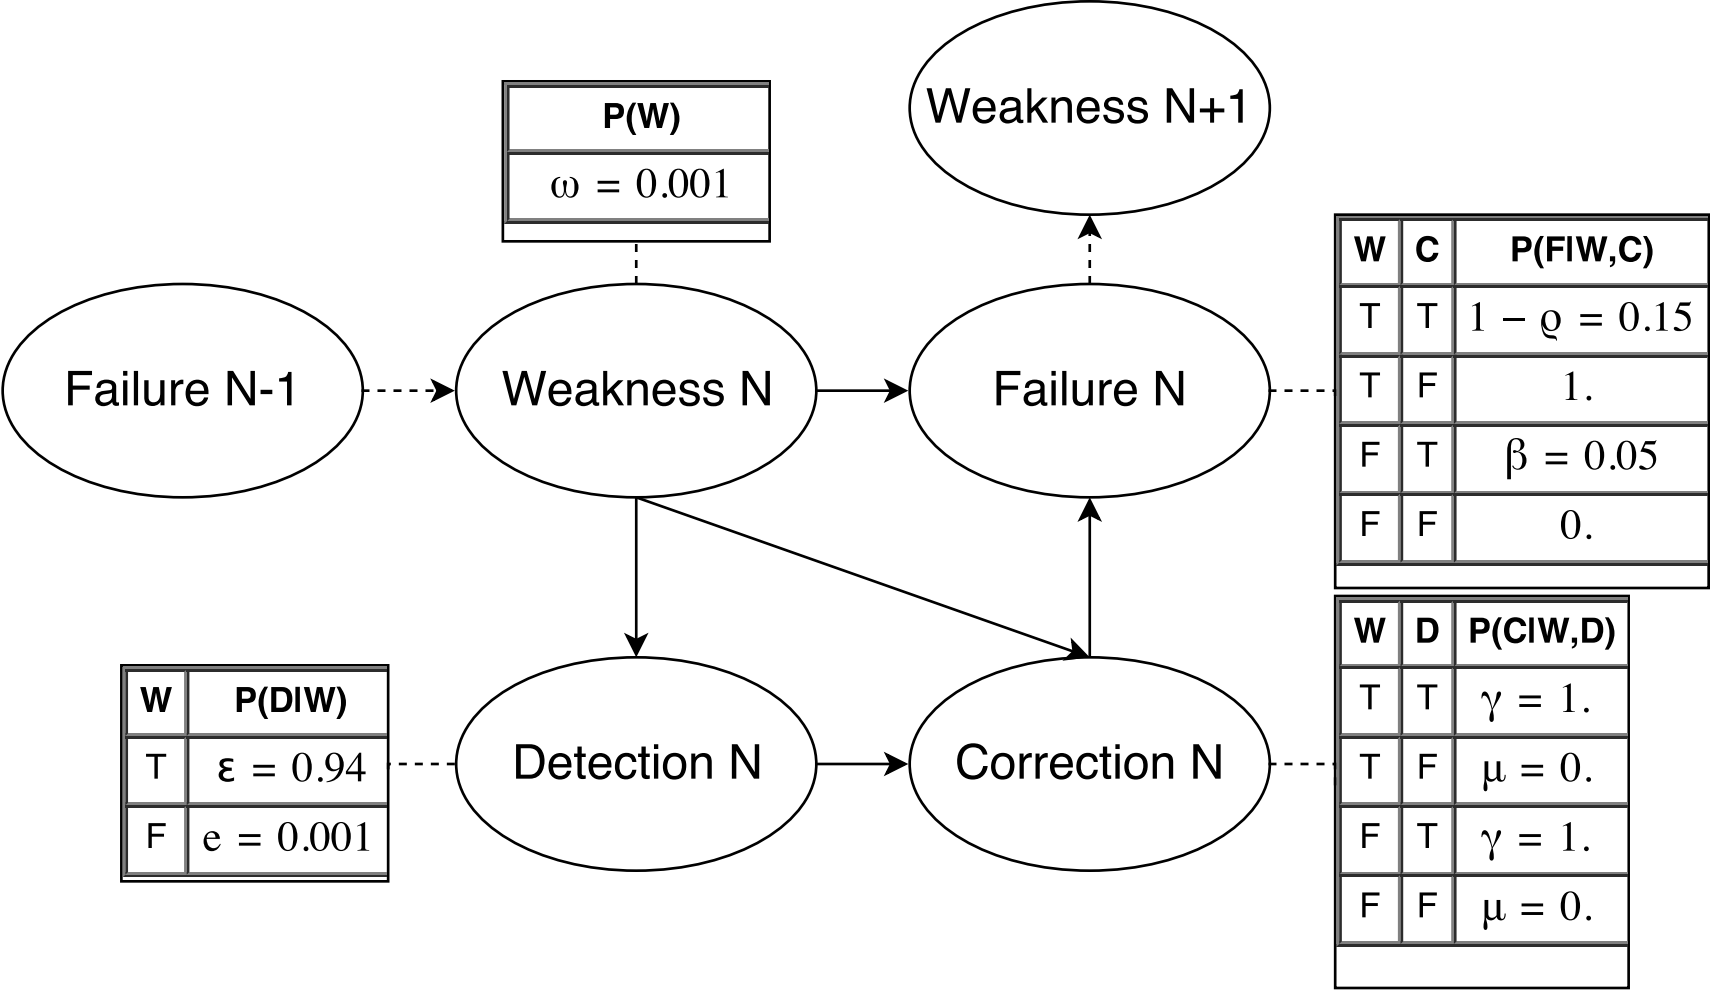 Weakness N+1
P(W)
ω = 0.001
Failure N-1
Weakness N
Failure N
W C P(F|W,C)
T T 1 − ϱ = 0.15
T F 1.
F T β = 0.05
F F 0.
W P(D|W)
T ε = 0.94
F e = 0.001
Detection N
Correction N
W D P(C|W,D)
T T γ = 1.
T F μ = 0.
F T γ = 1.
F F μ = 0.